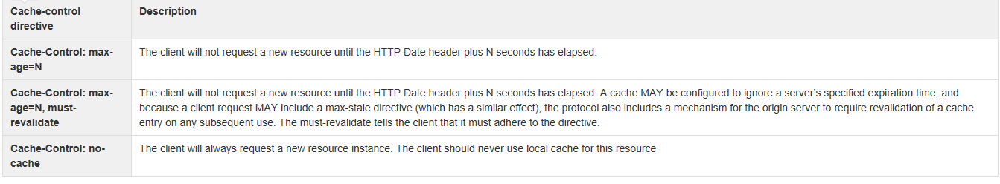 Cache-control
directive
Description
Cache-Control: max-
age=N
The client will not request a new resource until the HTTP Date header plus N seconds has elapsed.
Cache-Control: max-
age=N, must-
revalidate
The client will not request a new resource until the HTTP Date header plus N seconds has elapsed. A cache MAY be configured to ignore a server’s specified expiration time, and
because a client request MAY include a max-stale directive (which has a similar effect), the protocol also includes a mechanism for the origin server to require revalidation of a cache
entry on any subsequent use. The must-revalidate tells the client that it must adhere to the directive.
Cache-Control: no-
cache
The client will always request a new resource instance. The client should never use local cache for this resource